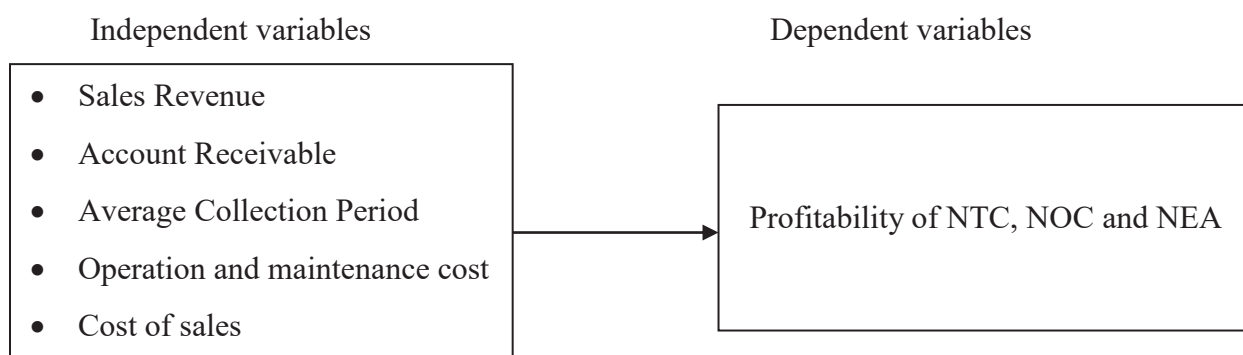 Independent variables
Dependent variables
• Sales Revenue
• Account Receivable
• Average Collection Period
• Operation and maintenance cost
• Cost of sales
Profitability of NTC, NOC and NEA